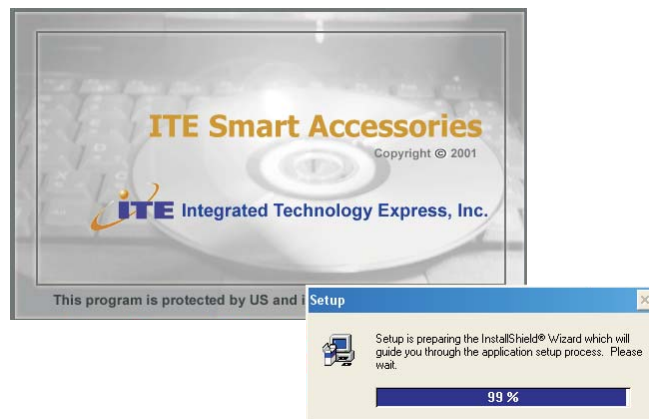 ITE Smart Accessories
Copyright © 2001
ITE Integrated Technology Express, Inc.
This program is protected by US and i
Setup
Setup is preparing the InstallShield® Wizard which will
guide you through the application setup process. Please
wait.
99 %